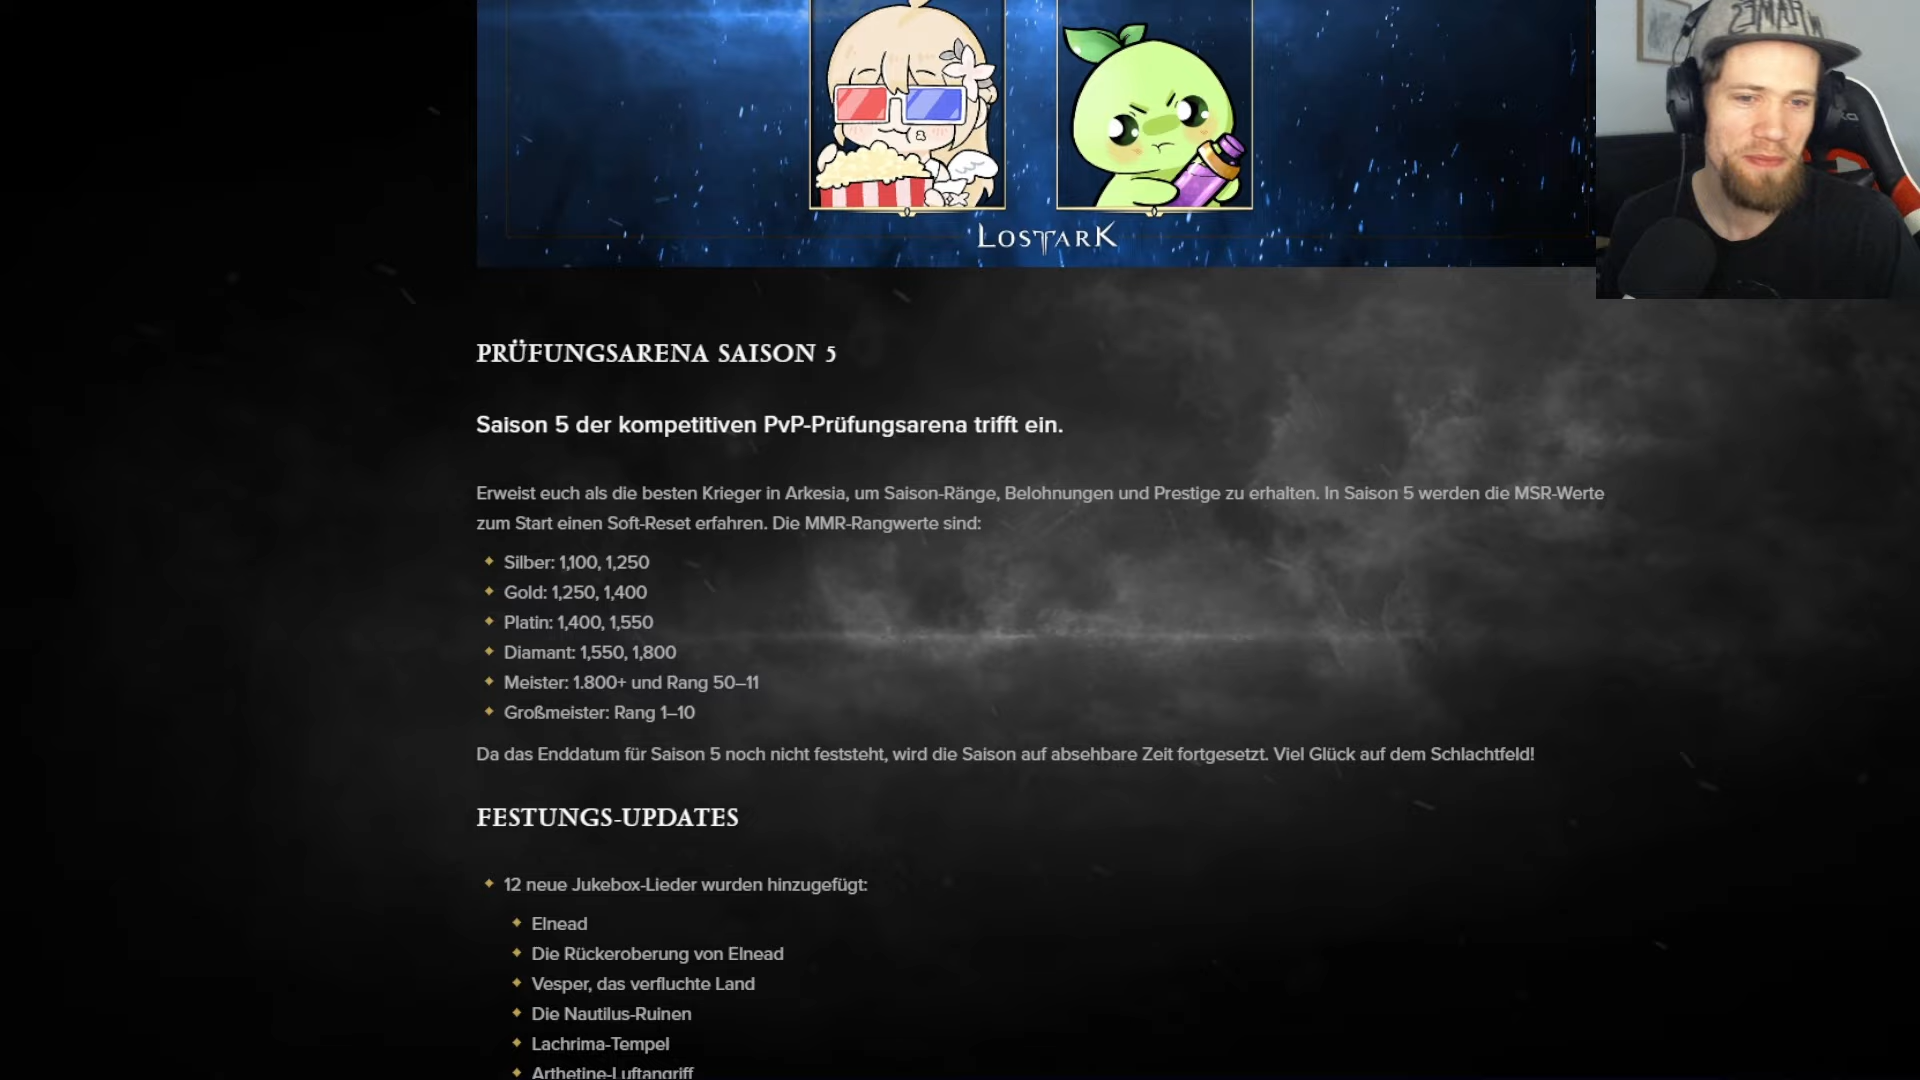 LOST ARK
PRÜFUNGSARENA SAISON 5
Saison 5 der kompetitiven PvP-Prüfungsarena trifft ein.
Erweist euch als die besten Krieger in Arkesia, um Saison-Ränge, Belohnungen und Prestige zu erhalten. In Saison 5 werden die MSR-Werte
zum Start einen Soft-Reset erfahren. Die MMR-Rangwerte sind:
Silber: 1,100, 1,250
Gold: 1,250, 1,400
Platin: 1,400, 1,550
Diamant: 1,550, 1,800
Meister: 1.800+ und Rang 50–11
Großmeister: Rang 1–10
Da das Enddatum für Saison 5 noch nicht feststeht, wird die Saison auf absehbare Zeit fortgesetzt. Viel Glück auf dem Schlachtfeld!
FESTUNGS-UPDATES
12 neue Jukebox-Lieder wurden hinzugefügt:
Elnead
Die Rückeroberung von Elnead
Vesper, das verfluchte Land
Die Nautilus-Ruinen
Lachrima-Tempel
Arthetine-Luftangriff